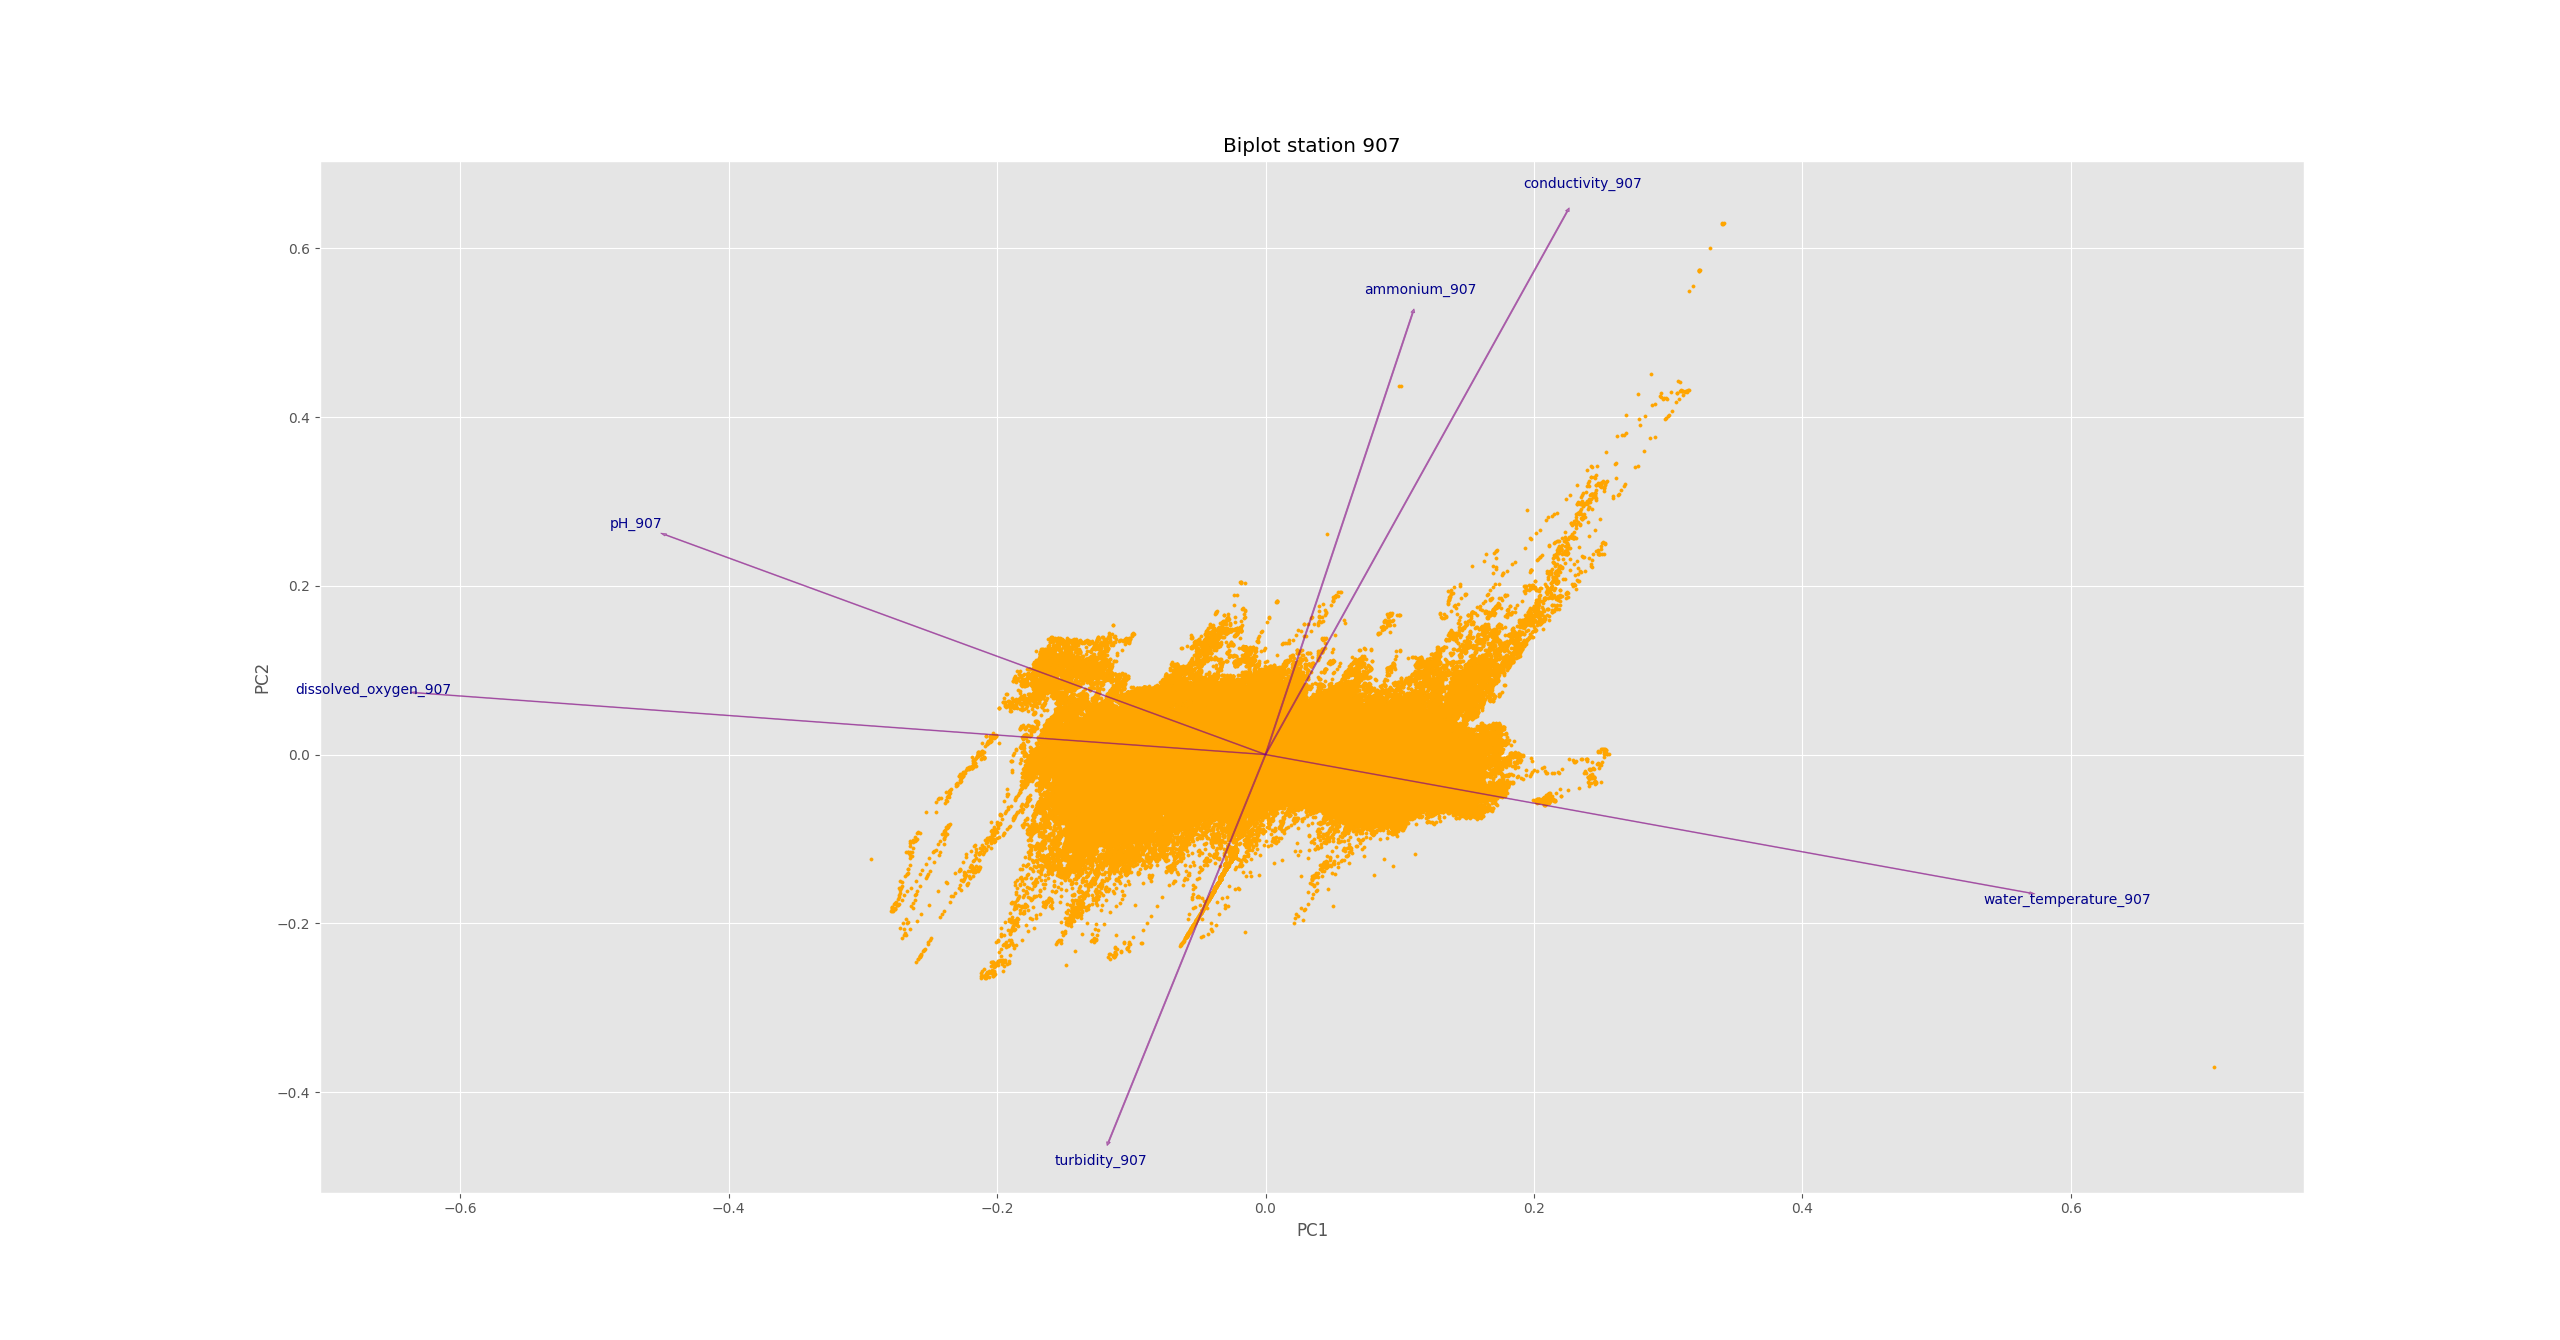 Biplot station 907
conductivity_907
0.6
ammonium_907
0.4
pH_907
0.2
PC2
dissolved_oxygen_907
0.0
water_temperature_907
−0.2
−0.4
turbidity_907
−0.6 −0.4 −0.2 0.0 0.2 0.4 0.6
PC1